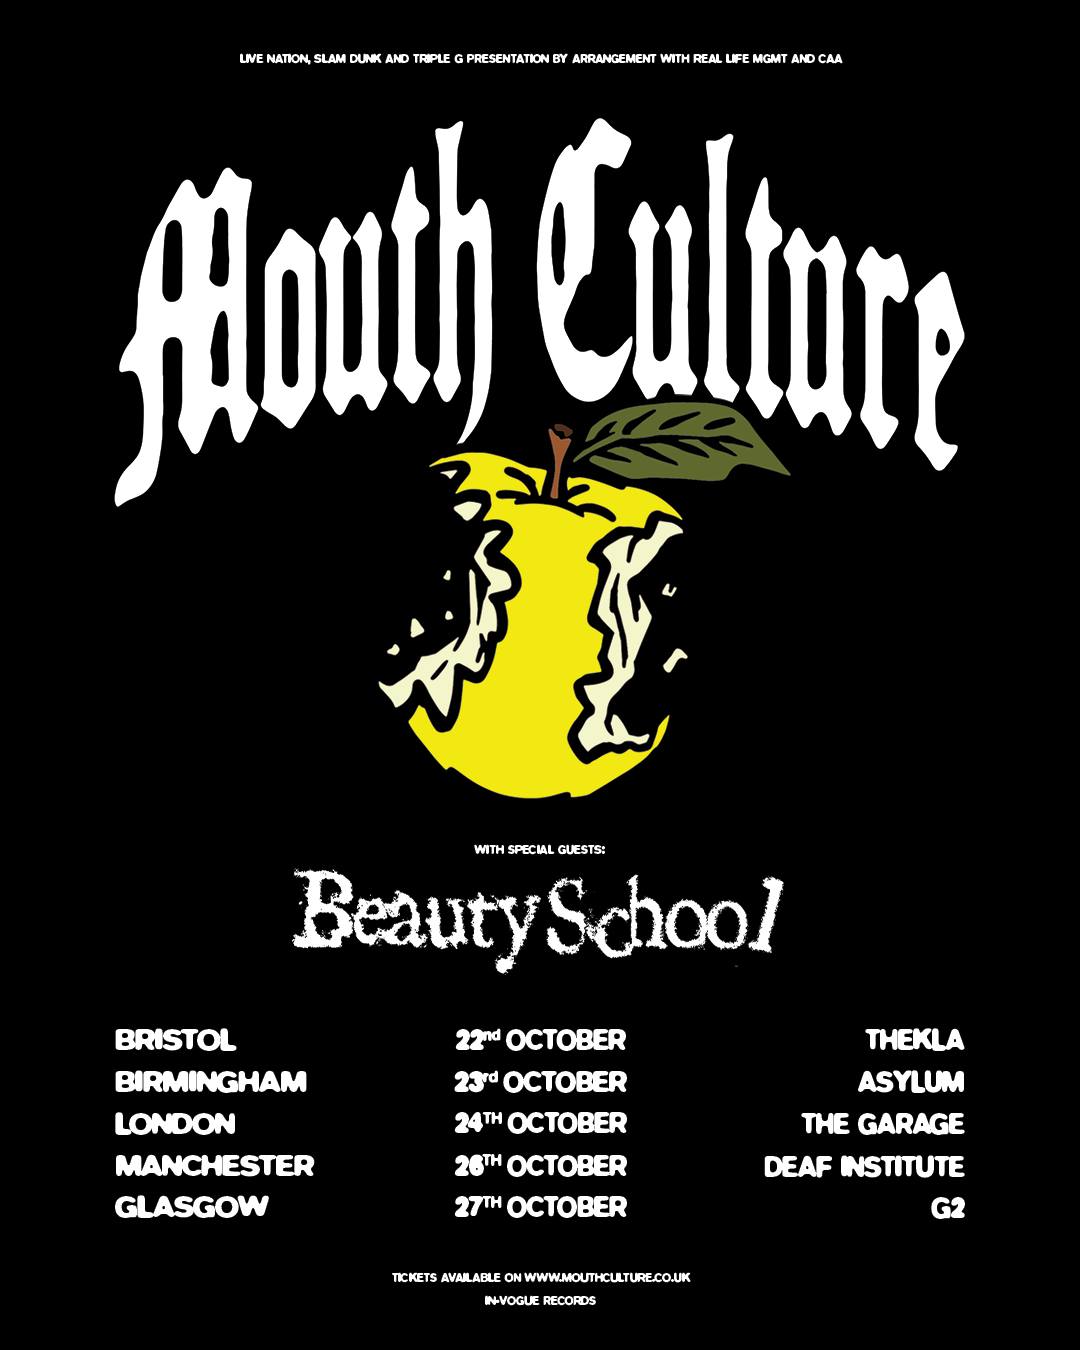 LIVE NATION, SLAM DUNK AND TRIPLE G PRESENTATION BY ARRANGEMENT WITH REAL LIFE MGMT AND CAA
Mouth Culture
WITH SPECIAL GUESTS:
Beauty School
BRISTOL 22nd OCTOBER THEKLA
BIRMINGHAM 23rd OCTOBER ASYLUM
LONDON 24TH OCTOBER THE GARAGE
MANCHESTER 26TH OCTOBER DEAF INSTITUTE
GLASGOW 27TH OCTOBER G2
TICKETS AVAILABLE ON WWW.MOUTHCULTURE.CO.UK
IN-VOGUE RECORDS